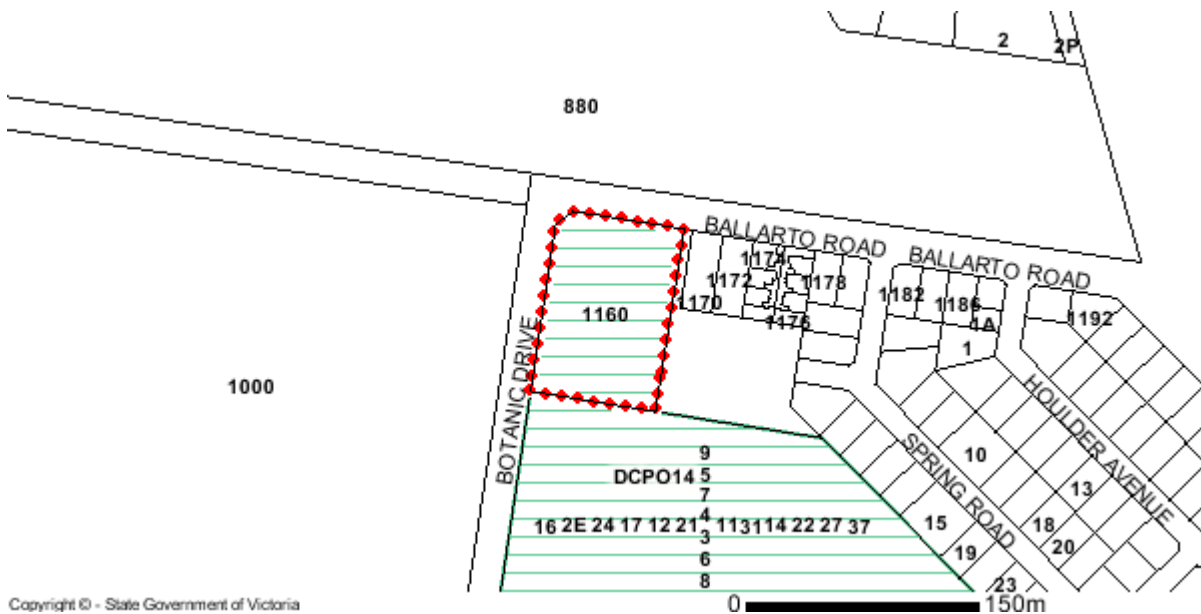 2
2P
880
BALLARTO ROAD
BALLARTO ROAD
1174
1172
1178
1170
1182
1186
1192
1176
1A
1160
1
BOTANIC DRIVE
1000
HOULDER AVENUE
SPRING ROAD
9
10
DCPO14 5
7
13
4
16 2E 24 17 12 21 11 31 14 22 27 37
15
18
3
20
19
6
8
23
Copyright © - State Government of Victoria
0 150m